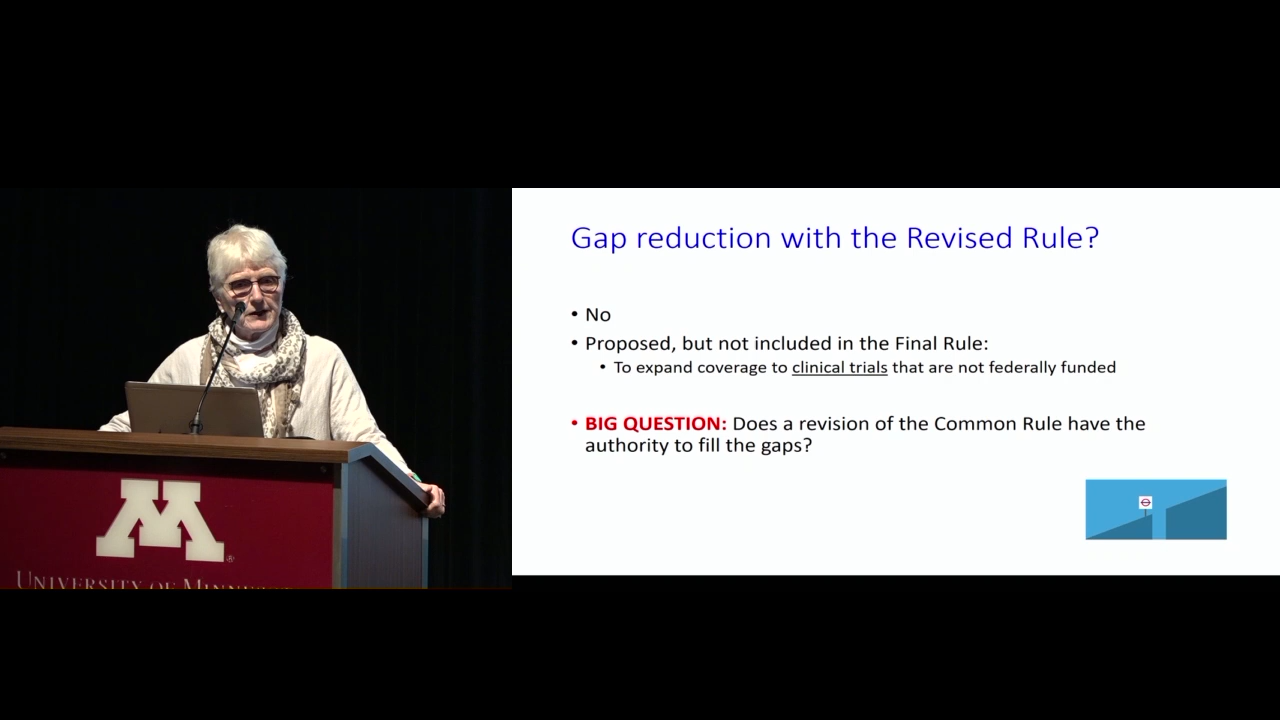 Gap reduction with the Revised Rule?
• No
• Proposed, but not included in the Final Rule:
• To expand coverage to clinical trials that are not federally funded
• BIG QUESTION: Does a revision of the Common Rule have the
authority to fill the gaps?
M
UNIVERSITY OF